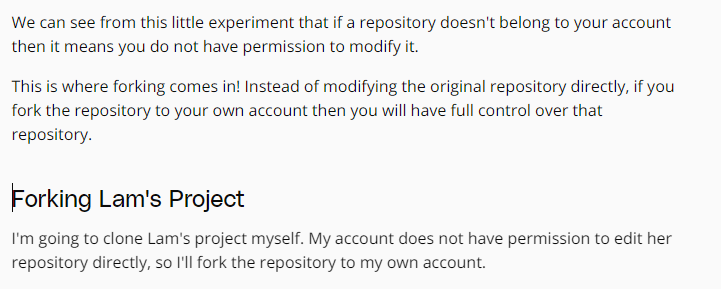 We can see from this little experiment that if a repository doesn't belong to your account
then it means you do not have permission to modify it.
This is where forking comes in! Instead of modifying the original repository directly, if you
fork the repository to your own account then you will have full control over that
repository.
Forking Lam's Project
I'm going to clone Lam's project myself. My account does not have permission to edit her
repository directly, so I'll fork the repository to my own account.